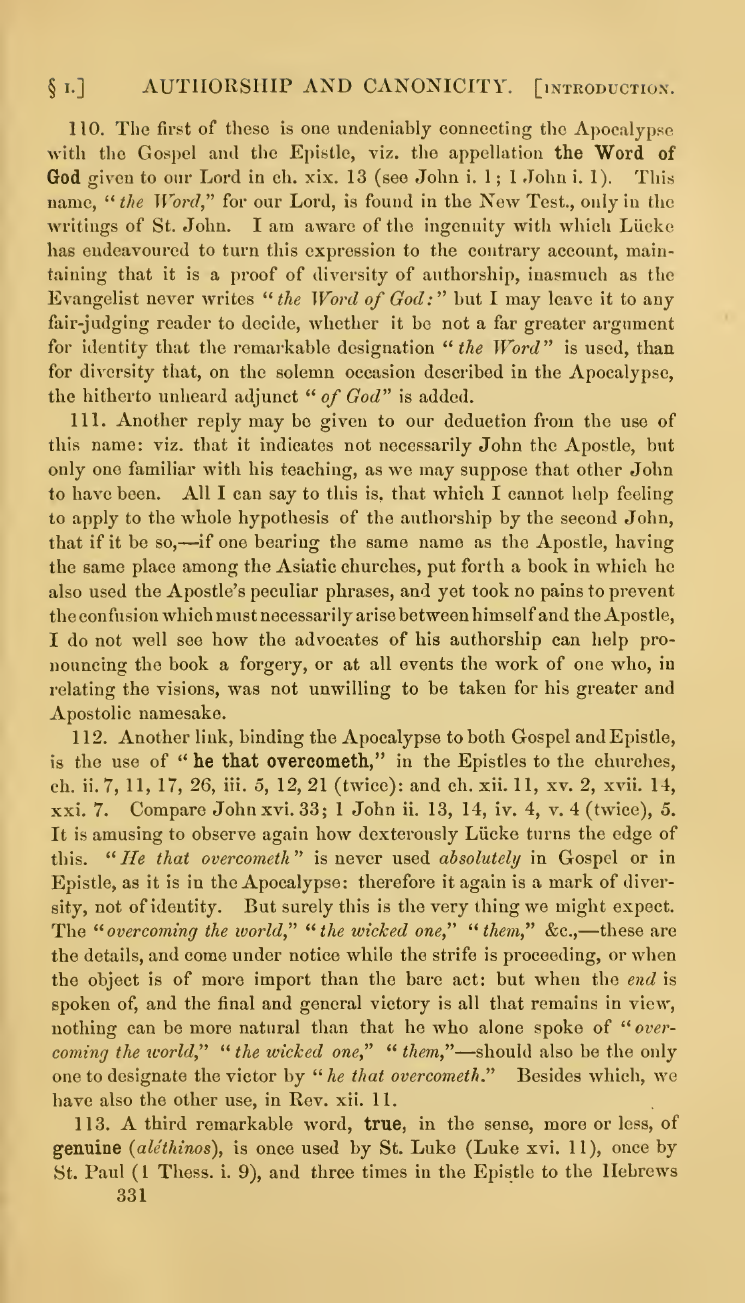 § I.] AUTHORSHIP AND CANONICITY. [INTRODUCTION.
110. The first of these is one undeniably connecting the Apocalypse
with the Gospel and the Epistle, viz. the appellation the Word of
God given to our Lord in ch. xix. 13 (see John i. 1; 1 John i. 1). This
name, "the Word," for our Lord, is found in the New Test., only in the
writings of St. John. I am aware of the ingenuity with which Lücke
has endeavoured to turn this expression to the contrary account, main-
taining that it is a proof of diversity of authorship, inasmuch as the
Evangelist never writes "the Word of God:" but I may leave it to any
fair-judging reader to decide, whether it be not a far greater argument
for identity that the remarkable designation "the Word" is used, than
for diversity that, on the solemn occasion described in the Apocalypse,
the hitherto unheard adjunct "of God" is added.
111. Another reply may be given to our deduction from the use of
this name: viz. that it indicates not necessarily John the Apostle, but
only one familiar with his teaching, as we may suppose that other John
to have been. All I can say to this is, that which I cannot help feeling
to apply to the whole hypothesis of the authorship by the second John,
that if it be so,—if one bearing the same name as the Apostle, having
the same place among the Asiatic churches, put forth a book in which he
also used the Apostle's peculiar phrases, and yet took no pains to prevent
the confusion which must necessarily arise between himself and the Apostle,
I do not well see how the advocates of his authorship can help pro-
nouncing the book a forgery, or at all events the work of one who, in
relating the visions, was not unwilling to be taken for his greater and
Apostolic namesake.
112. Another link, binding the Apocalypse to both Gospel and Epistle,
is the use of "he that overcometh," in the Epistles to the churches,
ch. ii. 7, 11, 17, 26, iii. 5, 12, 21 (twice): and ch. xii. 11, xv. 2, xvii. 14,
xxi. 7. Compare John xvi. 33; 1 John ii. 13, 14, iv. 4, v. 4 (twice), 5.
It is amusing to observe again how dexterously Lücke turns the edge of
this. "He that overcometh" is never used absolutely in Gospel or in
Epistle, as it is in the Apocalypse: therefore it again is a mark of diver-
sity, not of identity. But surely this is the very thing we might expect.
The "overcoming the world," "the wicked one," "them," &c.,—these are
the details, and come under notice while the strife is proceeding, or when
the object is of more import than the bare act: but when the end is
spoken of, and the final and general victory is all that remains in view,
nothing can be more natural than that he who alone spoke of "over-
coming the world," "the wicked one," "them,"—should also be the only
one to designate the victor by "he that overcometh." Besides which, we
have also the other use, in Rev. xii. 11.
113. A third remarkable word, true, in the sense, more or less, of
genuine (aléthinos), is once used by St. Luke (Luke xvi. 11), once by
St. Paul (1 Thess. i. 9), and three times in the Epistle to the Hebrews
331